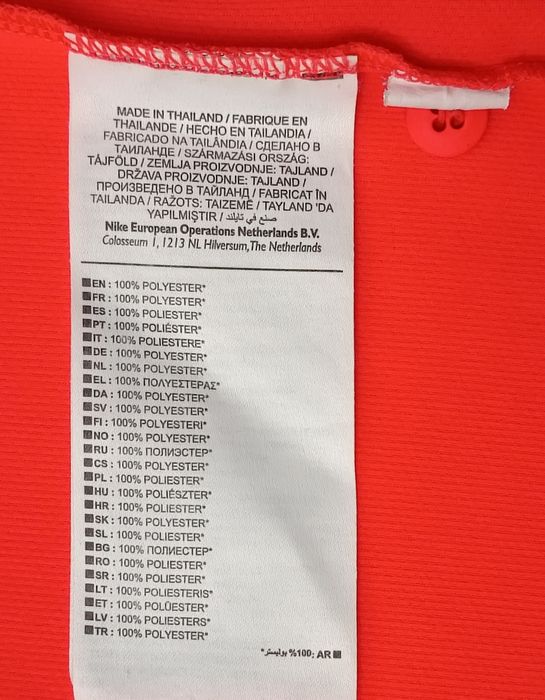 MADE IN THAILAND / FABRIQUE EN
THAILANDE / HECHO EN TAILANDIA /
FABRICADO NA TAILÂNDIA / СДЕЛАНО В
ТАИЛАНДЕ / SZÁRMAZÁSI ORSZÁG:
TÁJFÖLD / ZEMLJA PROIZVODNJE: TAJLAND /
DRŽAVA PROIZVODNJE: TAJLAND /
ПРОИЗВЕДЕНО В ТАЙЛАНД / FABRICAT ÎN
TAILANDA / RAŽOTS: TAIZEMĒ / TAYLAND 'DA
YAPILMIŞTIR / صنع في تايلند
Nike European Operations Netherlands B.V.
Colosseum 1, 1213 NL Hilversum, The Netherlands
EN : 100% POLYESTER*
FR : 100% POLYESTER*
ES : 100% POLIESTER*
PT : 100% POLIÉSTER*
IT : 100% POLIESTERE*
DE : 100% POLYESTER*
NL : 100% POLYESTER*
EL : 100% ΠΟΛΥΕΣΤΕΡΑΣ*
DA : 100% POLYESTER*
SV : 100% POLYESTER*
FI : 100% POLYESTERI*
NO : 100% POLYESTER*
RU : 100% ПОЛИЭСТЕР*
CS : 100% POLYESTER*
PL : 100% POLIESTER*
HU : 100% POLIÉSZTER*
HR : 100% POLIESTER*
SK : 100% POLYESTER*
SL : 100% POLIESTER*
BG : 100% ПОЛИЕСТЕР*
RO : 100% POLIESTER*
SR : 100% POLIESTER*
LT : 100% POLIESTERIS*
ET : 100% POLÜESTER*
LV : 100% POLIESTERS*
TR : 100% POLYESTER*
AR :100% بوليستر*